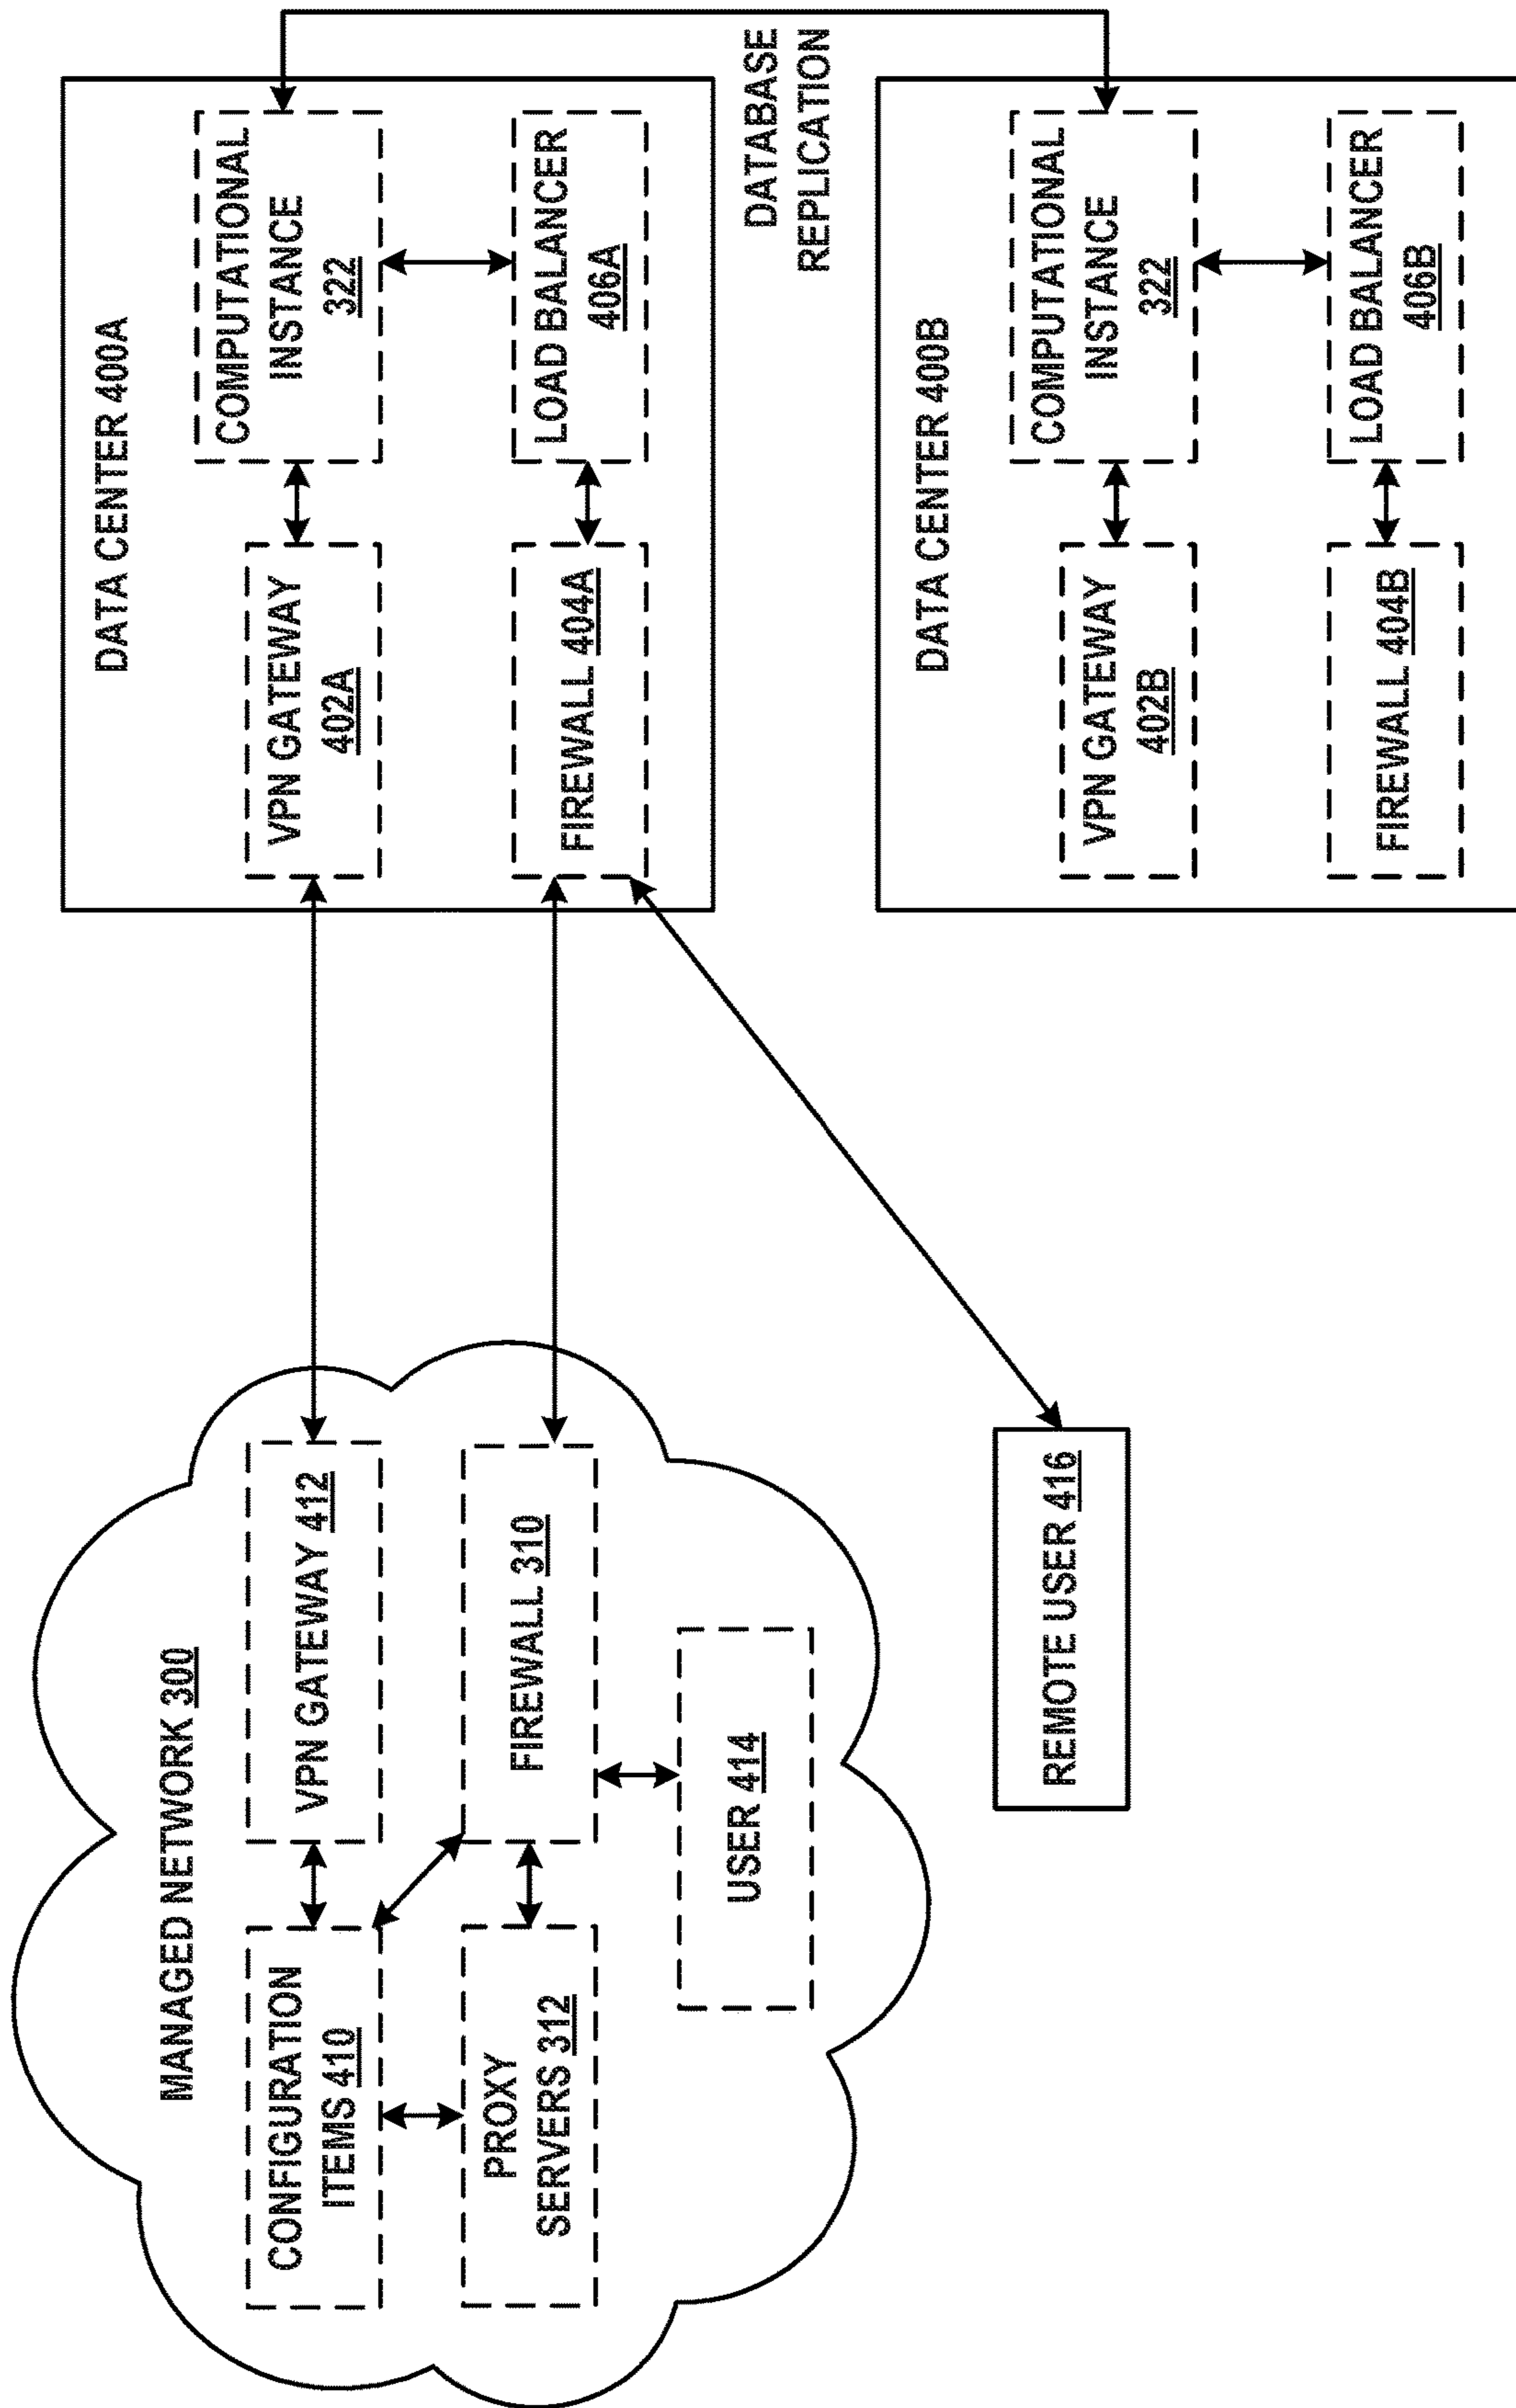 MANAGED NETWORK 300
CONFIGURATION
ITEMS 410
VPN GATEWAY 412
PROXY
SERVERS 312
FIREWALL 310
USER 414
REMOTE USER 416
DATA CENTER 400A
VPN GATEWAY
402A
COMPUTATIONAL
INSTANCE
322
FIREWALL 404A
LOAD BALANCER
406A
DATABASE
REPLICATION
DATA CENTER 400B
VPN GATEWAY
402B
COMPUTATIONAL
INSTANCE
322
FIREWALL 404B
LOAD BALANCER
406B